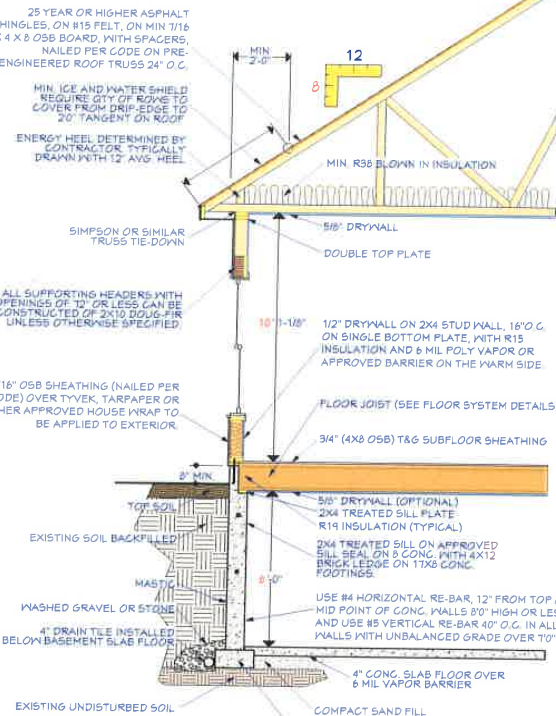 25 YEAR OR HIGHER ASPHALT
HINGLES, ON #15 FELT, ON MIN 7/16
4 X 8 OSB BOARD, WITH SPACERS,
NAILED PER CODE ON PRE-
ENGINEERED ROOF TRUSS 24" O.C.
MIN
2'-0"
12
8
MIN. ICE AND WATER SHIELD
REQUIRE QTY OF ROWS TO
COVER FROM DRIP-EDGE TO
20" TANGENT ON ROOF
ENERGY HEEL DETERMINED BY
CONTRACTOR TYPICALLY
DRAWN WITH 12" AVG. HEEL
MIN. R38 BLOWN IN INSULATION
SIMPSON OR SIMILAR
TRUSS TIE-DOWN
5/8" DRYWALL
DOUBLE TOP PLATE
ALL SUPPORTING HEADERS WITH
OPENINGS OF 12' OR LESS CAN BE
CONSTRUCTED OF 2X10 DOUG-FIR
UNLESS OTHERWISE SPECIFIED.
10'1-1/8"
1/2" DRYWALL ON 2X4 STUD WALL, 16"O.C.
ON SINGLE BOTTOM PLATE, WITH R15
INSULATION AND 6 MIL POLY VAPOR OR
APPROVED BARRIER ON THE WARM SIDE.
/16" OSB SHEATHING (NAILED PER
ODE) OVER TYVEK, TARPAPER OR
HER APPROVED HOUSE WRAP TO
BE APPLIED TO EXTERIOR.
FLOOR JOIST (SEE FLOOR SYSTEM DETAILS
3/4" (4X8 OSB) T&G SUBFLOOR SHEATHING
8" MIN.
TOP SOIL
5/8" DRYWALL (OPTIONAL)
2X4 TREATED SILL PLATE
R19 INSULATION (TYPICAL)
EXISTING SOIL BACKFILLED
2X4 TREATED SILL ON APPROVED
SILL SEAL ON 8 CONC. WITH 4X12
BRICK LEDGE ON 17X8 CONC.
FOOTINGS.
MASTIC
8'-0"
WASHED GRAVEL OR STONE
USE #4 HORIZONTAL RE-BAR, 12" FROM TOP
MID POINT OF CONC. WALLS 8'0" HIGH OR LES
AND USE #5 VERTICAL RE-BAR 40" O.C. IN ALL
WALLS WITH UNBALANCED GRADE OVER 7'0"
4" DRAIN TILE INSTALLED
BELOW BASEMENT SLAB FLOOR
4" CONC. SLAB FLOOR OVER
6 MIL VAPOR BARRIER
EXISTING UNDISTURBED SOIL
COMPACT SAND FILL